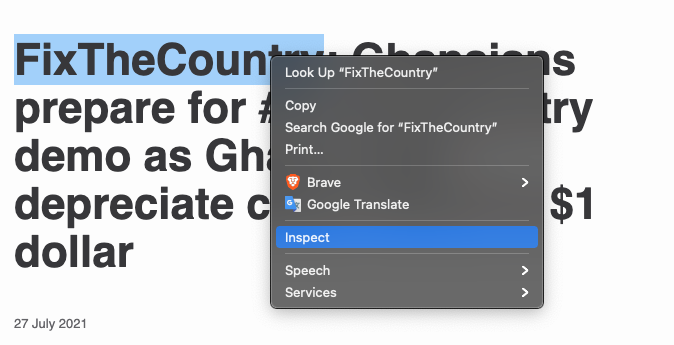 FixTheCountry: Ghanaians
Look Up “FixTheCountry”
prepare for
Copy
Search Google for “FixTheCountry”
demo as
Print...
Brave
depreciate
$1
Google Translate
Inspect
dollar
Speech
Services
27 July 2021